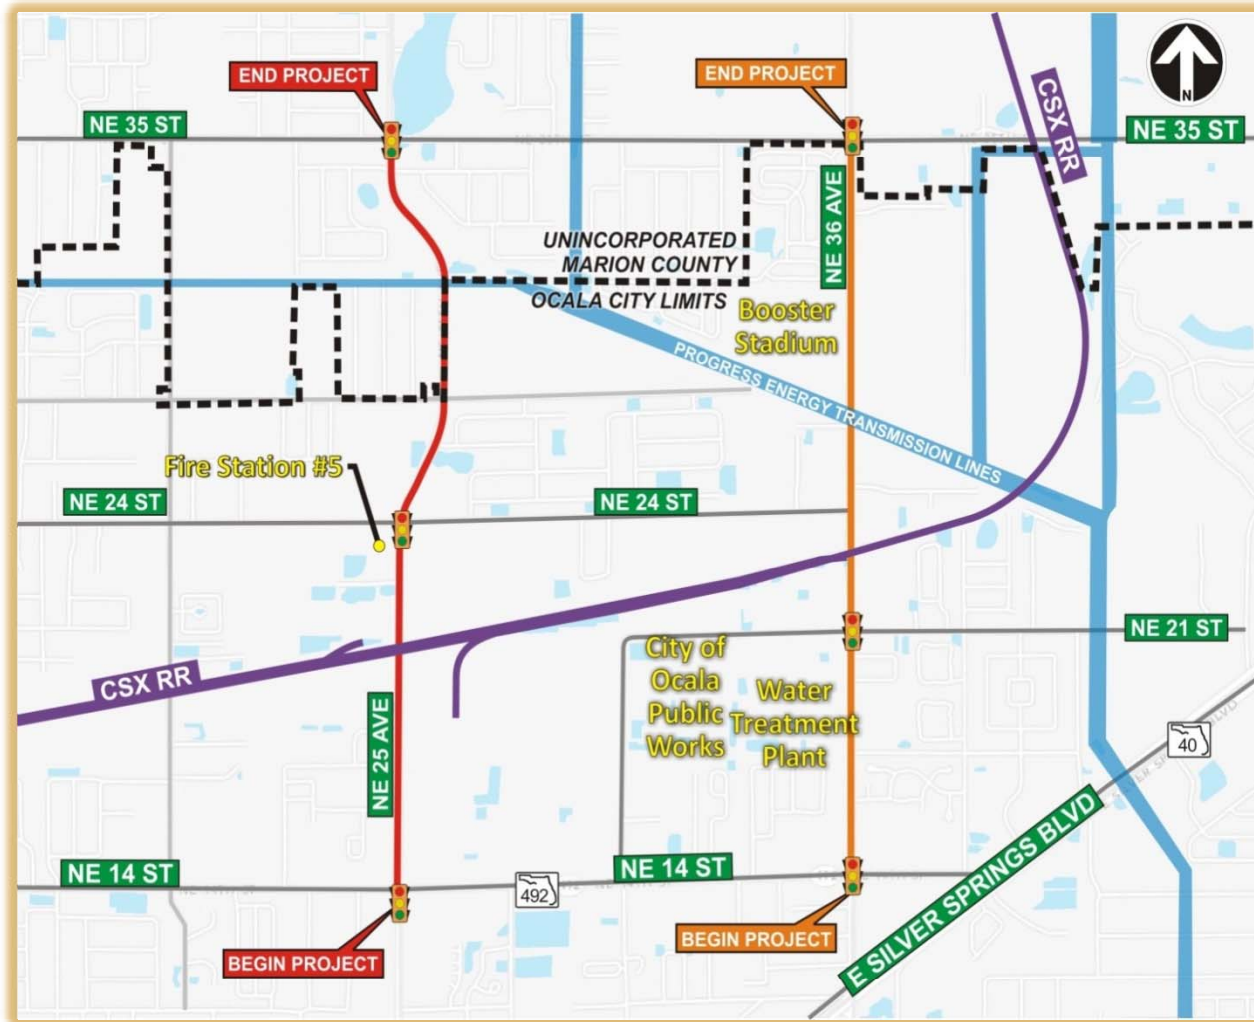 END PROJECT
END PROJECT
N
NE 35 ST
NE 35 ST
CSX RR
NE 36 AVE
UNINCORPORATED
MARION COUNTY
OCALA CITY LIMITS
Booster
Stadium
PROGRESS ENERGY TRANSMISSION LINES
Fire Station #5
NE 24 ST
NE 24 ST
NE 21 ST
City of
Ocala
Public
Works
Water
Treatment
Plant
CSX RR
NE 25 AVE
40
E SILVER SPRINGS BLVD
NE 14 ST
NE 14 ST
492
BEGIN PROJECT
BEGIN PROJECT